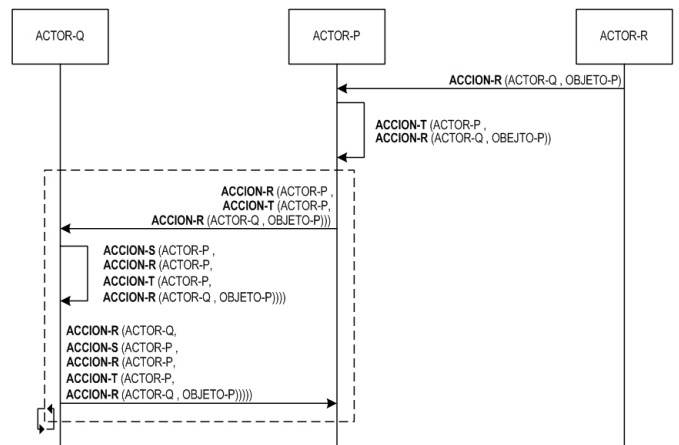 ACTOR-Q
ACTOR-P
ACTOR-R
ACCION-R (ACTOR-Q , OBJETO-P)
ACCION-T (ACTOR-P ,
ACCION-R (ACTOR-Q , OBEJTO-P))
ACCION-R (ACTOR-P ,
ACCION-T (ACTOR-P,
ACCION-R (ACTOR-Q , OBJETO-P)))
ACCION-S (ACTOR-P ,
ACCION-R (ACTOR-P,
ACCION-T (ACTOR-P,
ACCION-R (ACTOR-Q , OBJETO-P))))
ACCION-R (ACTOR-Q,
ACCION-S (ACTOR-P ,
ACCION-R (ACTOR-P,
ACCION-T (ACTOR-P,
ACCION-R (ACTOR-Q , OBJETO-P)))))